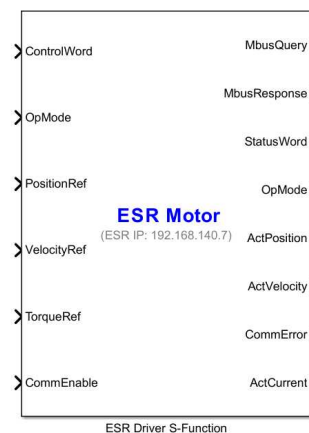 ControlWord
OpMode
PositionRef
VelocityRef
TorqueRef
CommEnable
ESR Motor
(ESR IP: 192.168.140.7)
MbusQuery
MbusResponse
StatusWord
OpMode
ActPosition
ActVelocity
CommError
ActCurrent
ESR Driver S-Function